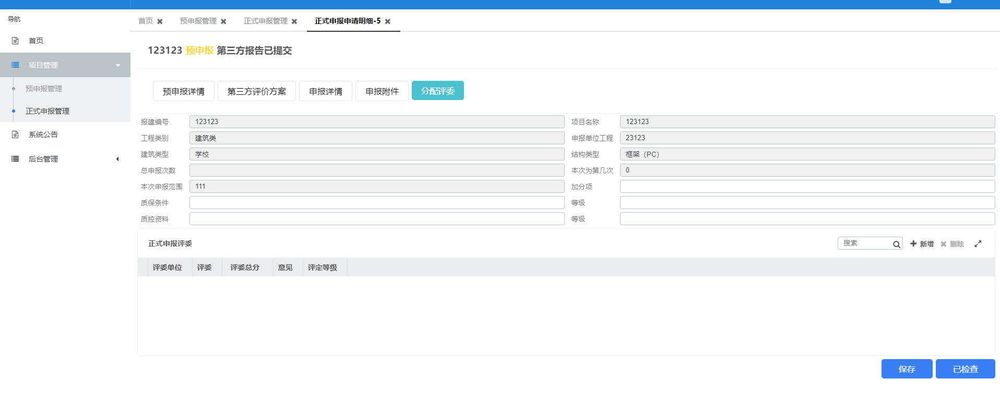 导航
首页
项目管理
预申报管理
正式申报管理
系统公告
后台管理
首页 预申报管理 正式申报管理 正式申报申请明细-5
123123 预申报 第三方报告已提交
预申报详情 第三方评价方案 申报详情 申报附件 分配评委
报建编号 123123 项目名称 123123
工程类别 建筑类 申报单位工程 23123
建筑类型 学校 结构类型 框架（PC）
总申报次数 本次为第几次 0
本次申报范围 111 加分项
质保条件 等级
质控资料 等级
正式申报评委 搜索 新增 删除
评委单位 评委 评委总分 意见 评定等级
保存 已检查